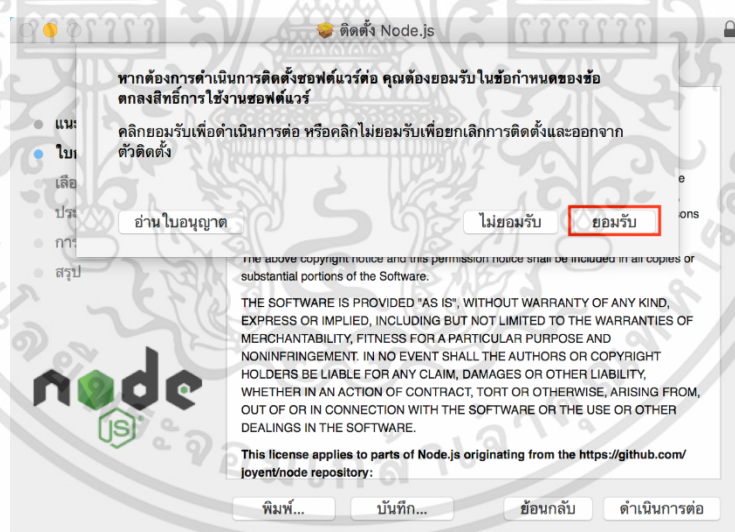 ติดตั้ง Node.js
หากต้องการดำเนินการติดตั้งซอฟต์แวร์ต่อ คุณต้องยอมรับในข้อกำหนดของข้อ
ตกลงสิทธิ์การใช้งานซอฟต์แวร์
คลิกยอมรับเพื่อดำเนินการต่อ หรือคลิกไม่ยอมรับเพื่อยกเลิกการติดตั้งและออกจาก
ตัวติดตั้ง
อ่านใบอนุญาต
ไม่ยอมรับ
ยอมรับ
สรุป
The above copyright notice and this permission notice shall be included in all copies or
substantial portions of the Software.
THE SOFTWARE IS PROVIDED "AS IS", WITHOUT WARRANTY OF ANY KIND,
EXPRESS OR IMPLIED, INCLUDING BUT NOT LIMITED TO THE WARRANTIES OF
MERCHANTABILITY, FITNESS FOR A PARTICULAR PURPOSE AND
NONINFRINGEMENT. IN NO EVENT SHALL THE AUTHORS OR COPYRIGHT
HOLDERS BE LIABLE FOR ANY CLAIM, DAMAGES OR OTHER LIABILITY,
WHETHER IN AN ACTION OF CONTRACT, TORT OR OTHERWISE, ARISING FROM,
OUT OF OR IN CONNECTION WITH THE SOFTWARE OR THE USE OR OTHER
DEALINGS IN THE SOFTWARE.
This license applies to parts of Node.js originating from the https://github.com/
joyent/node repository:
node
JS
พิมพ์...
บันทึก...
ย้อนกลับ
ดำเนินการต่อ